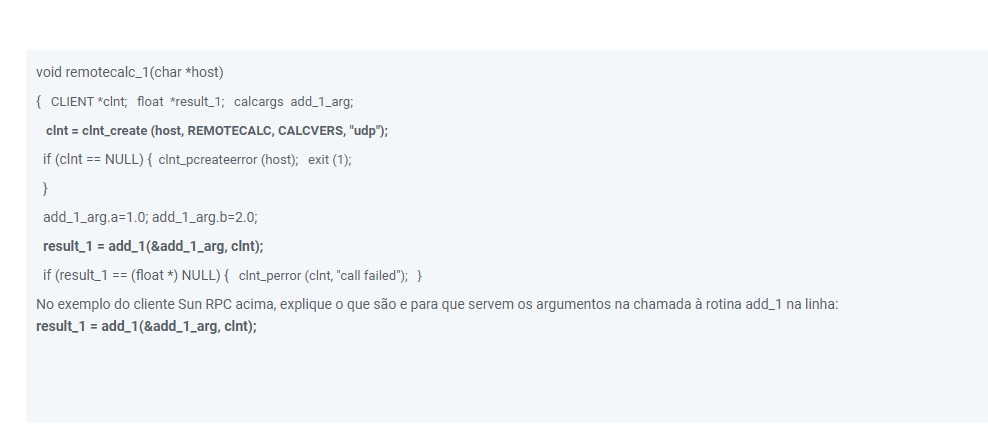 void remotecalc_1(char *host)
{ CLIENT *clnt; float *result_1; calcargs add_1_arg;
clnt = clnt_create (host, REMOTECALC, CALCVERS, "udp");
if (clnt == NULL) { clnt_pcreateerror (host); exit (1);
}
add_1_arg.a=1.0; add_1_arg.b=2.0;
result_1 = add_1(&add_1_arg, clnt);
if (result_1 == (float *) NULL) { clnt_perror (clnt, "call failed"); }
No exemplo do cliente Sun RPC acima, explique o que são e para que servem os argumentos na chamada à rotina add_1 na linha:
result_1 = add_1(&add_1_arg, clnt);